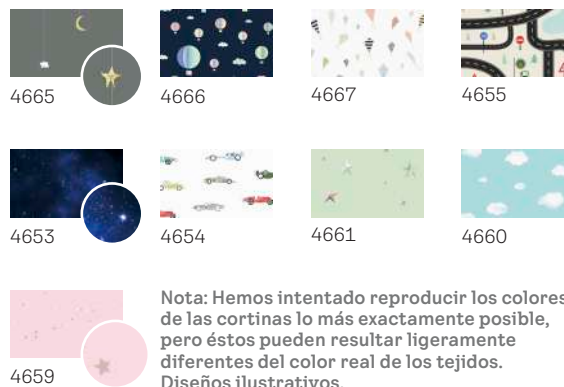 4665
4666
4667
4655
4653
4654
4661
4660
4659
Nota: Hemos intentado reproducir los colores
de las cortinas lo más exactamente posible,
pero éstos pueden resultar ligeramente
diferentes del color real de los tejidos.
Diseños ilustrativos.